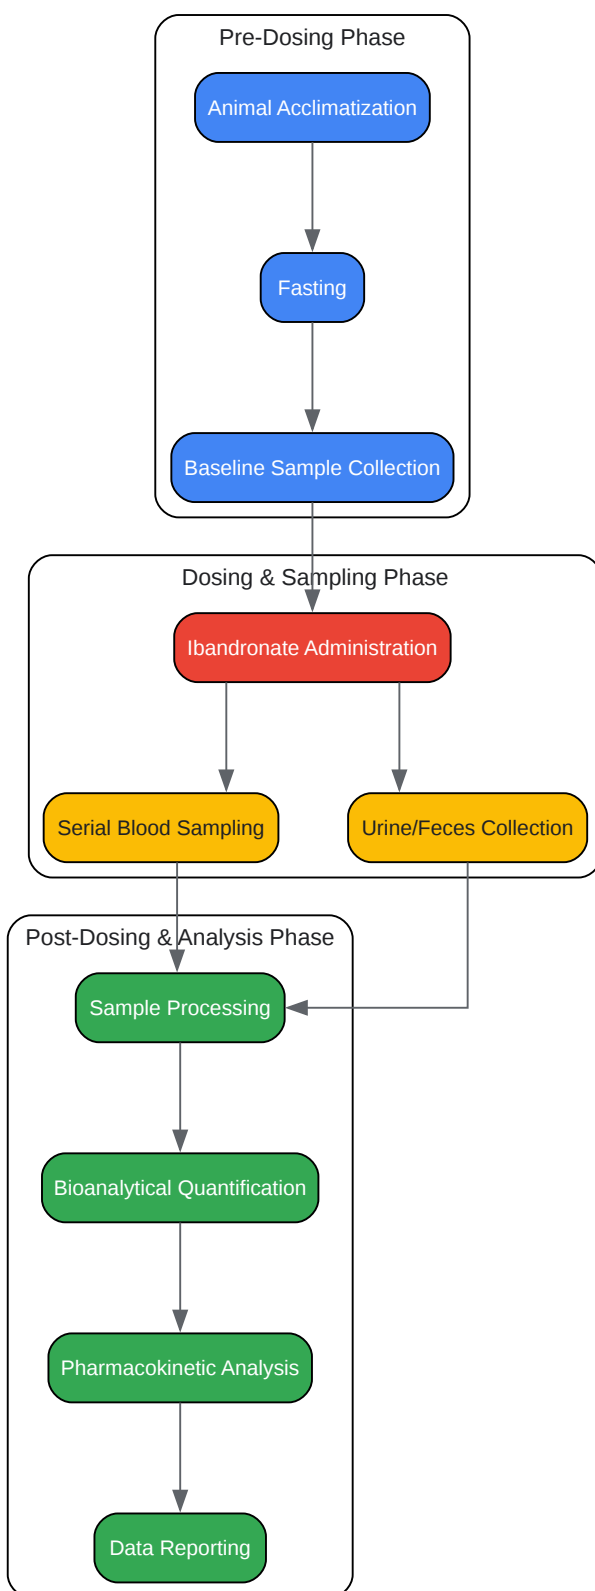 Pre-Dosing Phase
Animal Acclimatization
Fasting
Baseline Sample Collection
Dosing & Sampling Phase
Ibandronate Administration
Serial Blood Sampling
Urine/Feces Collection
Post-Dosing & Analysis Phase
Sample Processing
Bioanalytical Quantification
Pharmacokinetic Analysis
Data Reporting